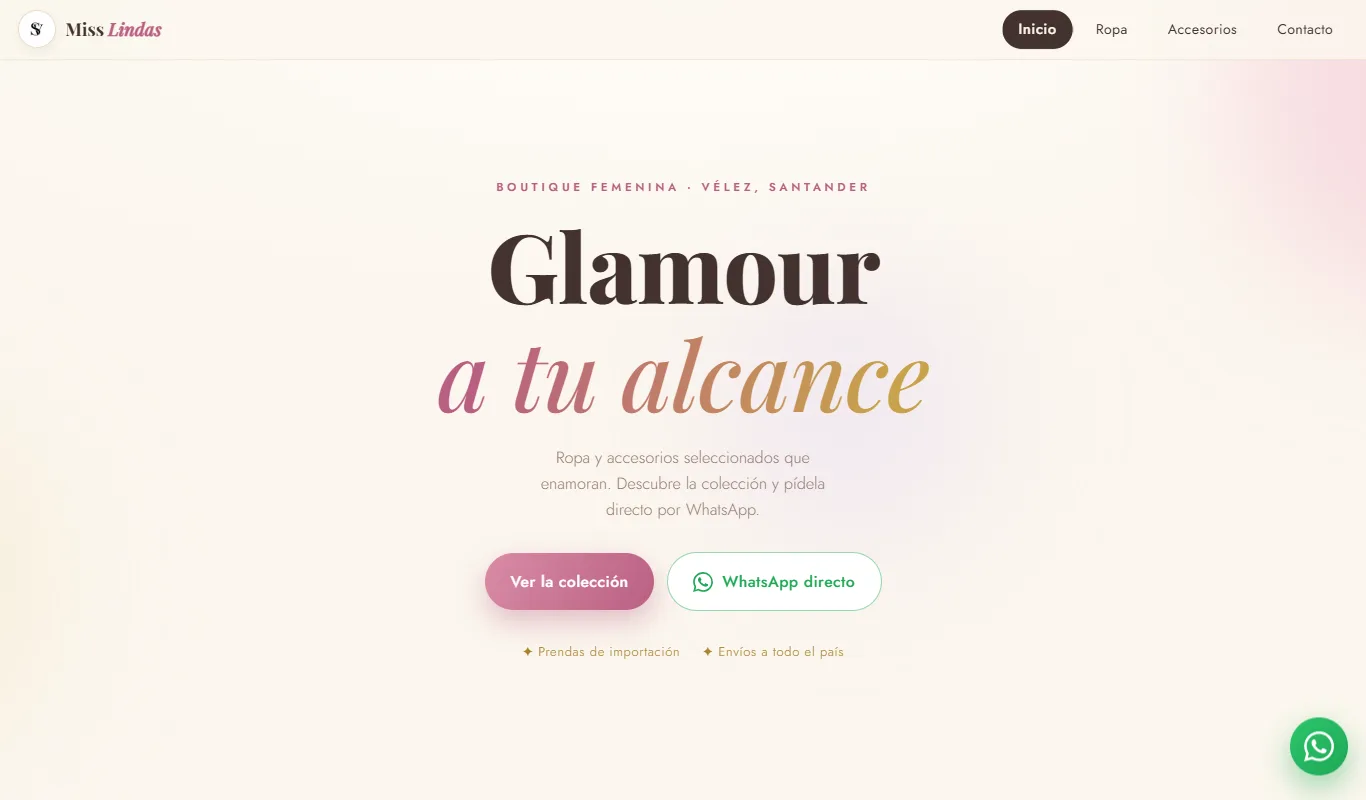 Miss Lindas
Inicio
Ropa
Accesorios
Contacto
BOUTIQUE FEMENINA · VÉLEZ, SANTANDER
Glamour
a tu alcance
Ropa y accesorios seleccionados que
enamoran. Descubre la colección y pídela
directo por WhatsApp.
Ver la colección
WhatsApp directo
✦ Prendas de importación
✦ Envíos a todo el país